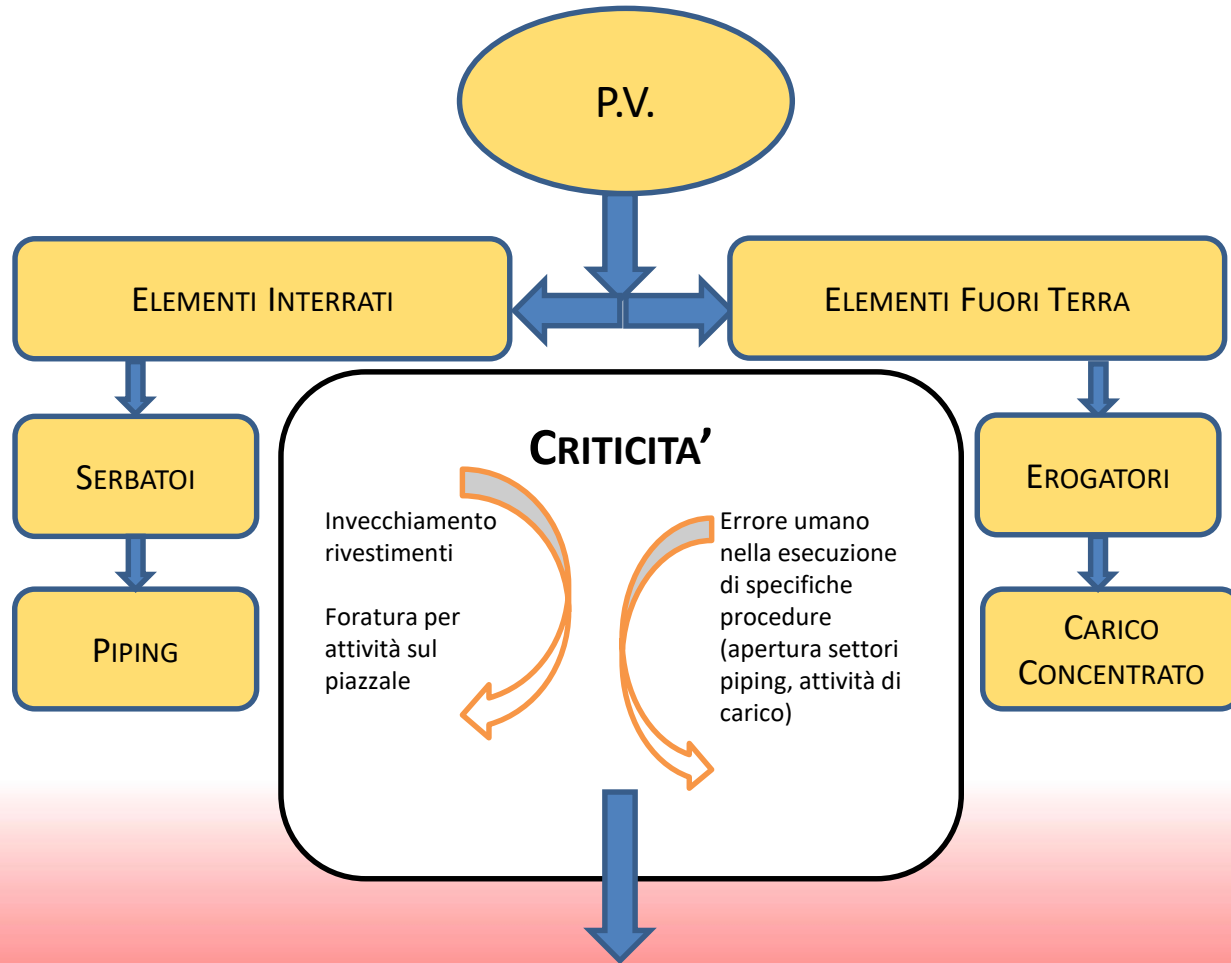 P.V.
ELEMENTI INTERRATI
ELEMENTI FUORI TERRA
SERBATOI
PIPING
CRITICITA'
Invecchiamento
rivestimenti
Foratura per
attività sul
piazzale
Errore umano
nella esecuzione
di specifiche
procedure
(apertura settori
piping, attività di
carico)
EROGATORI
CARICO
CONCENTRATO